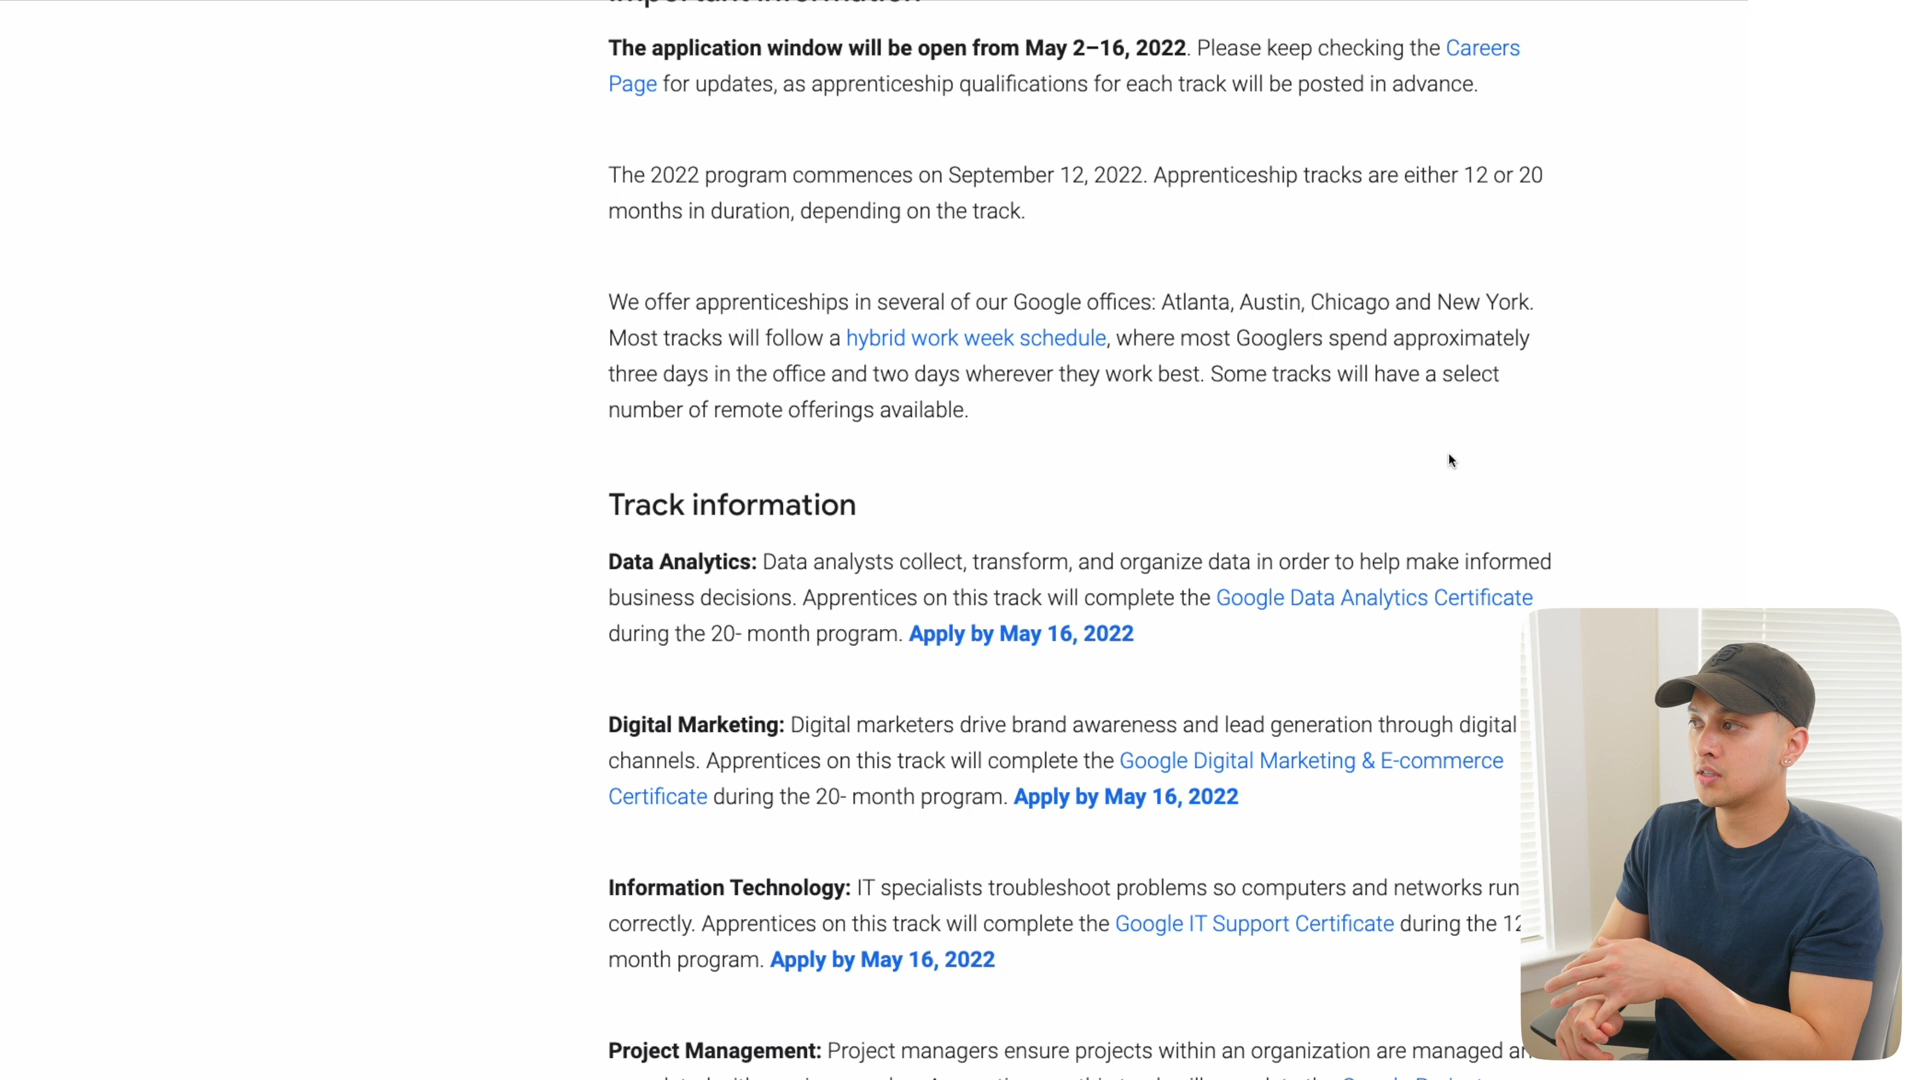 Important information
The application window will be open from May 2–16, 2022. Please keep checking the Careers
Page for updates, as apprenticeship qualifications for each track will be posted in advance.
The 2022 program commences on September 12, 2022. Apprenticeship tracks are either 12 or 20
months in duration, depending on the track.
We offer apprenticeships in several of our Google offices: Atlanta, Austin, Chicago and New York.
Most tracks will follow a hybrid work week schedule, where most Googlers spend approximately
three days in the office and two days wherever they work best. Some tracks will have a select
number of remote offerings available.
Track information
Data Analytics: Data analysts collect, transform, and organize data in order to help make informed
business decisions. Apprentices on this track will complete the Google Data Analytics Certificate
during the 20- month program. Apply by May 16, 2022
Digital Marketing: Digital marketers drive brand awareness and lead generation through digital
channels. Apprentices on this track will complete the Google Digital Marketing & E-commerce
Certificate during the 20- month program. Apply by May 16, 2022
Information Technology: IT specialists troubleshoot problems so computers and networks run
correctly. Apprentices on this track will complete the Google IT Support Certificate during the 12
month program. Apply by May 16, 2022
Project Management: Project managers ensure projects within an organization are managed